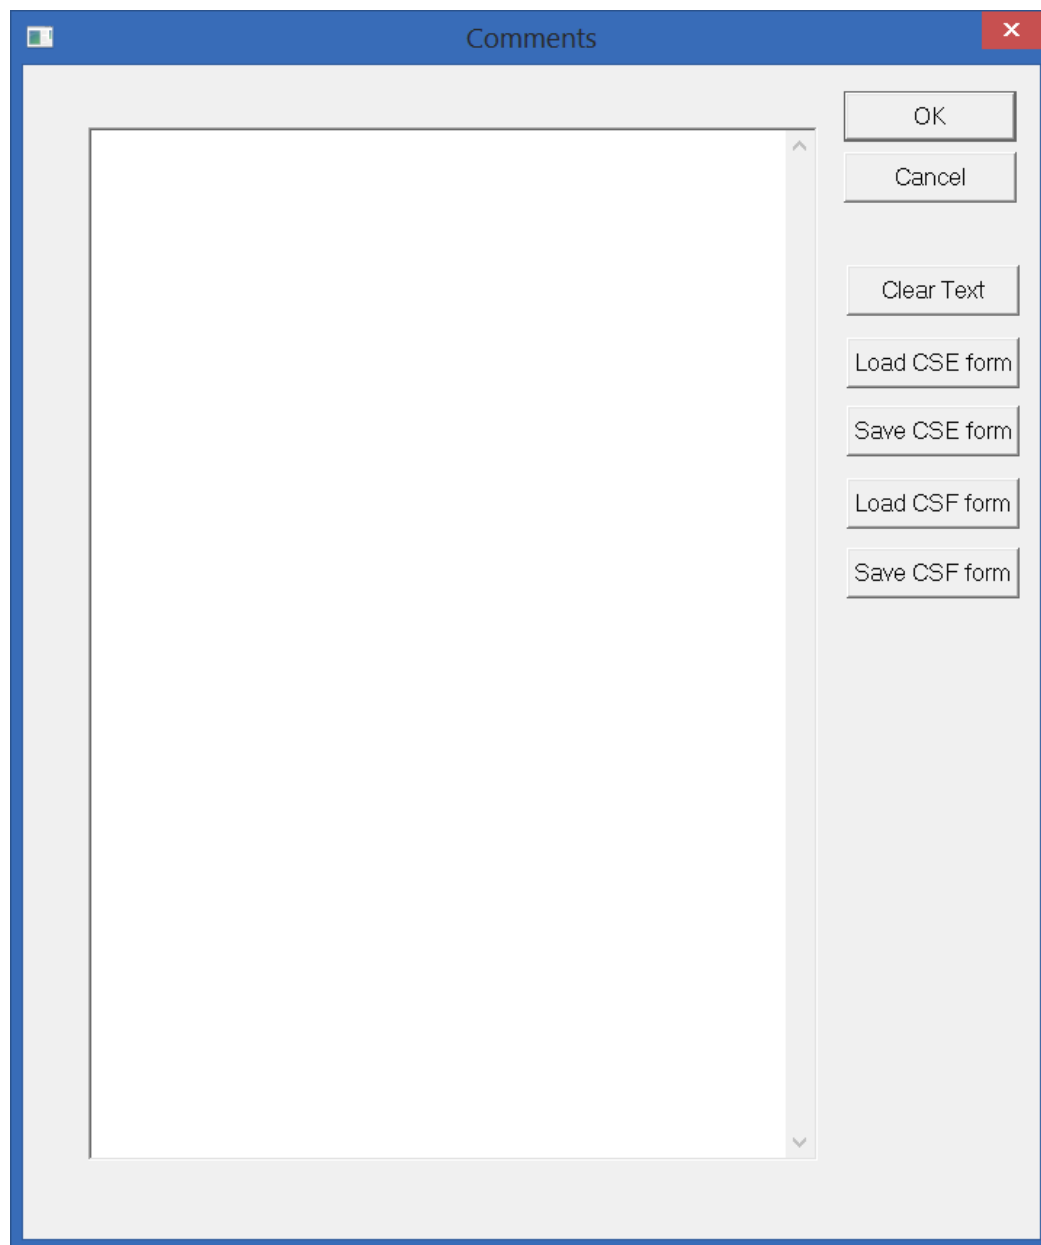 Comments
OK
Cancel
Clear Text
Load CSE form
Save CSE form
Load CSF form
Save CSF form